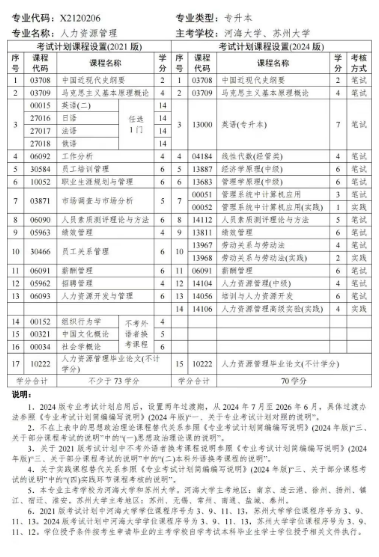 专业代码：X2120206 专业类型：专升本
专业名称：人力资源管理 主考学校：河海大学、苏州大学
考试计划课程设置(2021版) 考试计划课程设置(2024版)
序号 课程代码 课程名称 学分 序号 课程代码 课程名称 学分 考核方式
1 03708 中国近现代史纲要 2 1 03708 中国近现代史纲要 2 笔试
2 03709 马克思主义基本原理概论 4 2 03709 马克思主义基本原理概论 4 笔试
3 00015 英语(二) 任选1门 14 3 13000 英语(专升本) 7 笔试
27016 日语 14
27017 法语 14
27018 俄语 14
4 06092 工作分析 4 4 04184 线性代数(经管类) 4 笔试
5 30584 员工培训管理 6 5 13887 经济学原理(中级) 6 笔试
6 10052 职业生涯规划与管理 6 6 13683 管理学原理(中级) 6 笔试
7 03871 市场调查与市场分析 5 7 00051 管理系统中计算机应用 3 笔试
00052 管理系统中计算机应用(实践) 1 实践
8 06090 人员素质测评理论与方法 6 8 14112 人员素质测评理论与方法 5 笔试
9 05963 绩效管理 4 9 13811 绩效管理 6 笔试
10 30466 员工关系管理 6 10 13967 劳动关系与劳动法 4 笔试
13968 劳动关系与劳动法(实践) 2 实践
11 06091 薪酬管理 6 11 06091 薪酬管理 6 笔试
12 05962 招聘管理 4 12 14104 人力资源管理(中级) 4 笔试
13 06093 人力资源开发与管理 6 13 14056 培训与人力资源开发 6 笔试
14 14106 人力资源管理高级实验(实践) 4 实践
14 00152 组织行为学 不考外语者换考课程 4
15 00321 中国文化概论 5
16 00034 社会学概论 6
17 10222 人力资源管理毕业论文(不计学分) 15 10222 人力资源管理毕业论文(不计学分)
学分合计 不少于73学分 学分合计 70学分
说明：
1、2024版专业考试计划启用后，设置两年过渡期，从2024年7月至2026年6月，具体过渡办
法参照《专业考试计划简编编写说明》(2024年版)"一、关于专业考试计划对照的说明"。
2、不在上表中的思想政治理论课程替代关系参照《专业考试计划简编编写说明》(2024年版)"三、
关于部分课程考试的说明"中的"(一)思想政治理论课的说明"。
3、关于2021版考试计划中不考外语者换考课程说明参照《专业考试计划简编编写说明》(2024
年版)"三、关于部分课程考试的说明"中的"(二)本科外语换考课程的说明"。
4、关于实践课程替代关系参照《专业考试计划简编编写说明》(2024年版)"三、关于部分课程考
试的说明"中的"(四)实践环节课程考核的说明"。
5、本专业主考学校为河海大学和苏州大学。河海大学主考地区：南京、连云港、徐州、扬州、镇
江、宿迁、淮安。苏州大学主考地区：苏州、无锡、常州、南通、盐城、泰州。
6、2021版考试计划中河海大学学位课程序号为3、9、11、13，苏州大学学位课程序号为3、9、
11、13。2024版考试计划中河海大学学位课程序号为3、9、11、13，苏州大学学位课程序号为3、9、
11、12。学位授予条件按考生申请毕业的主考学校自学考试本科毕业生学士学位授予相关文件执行。